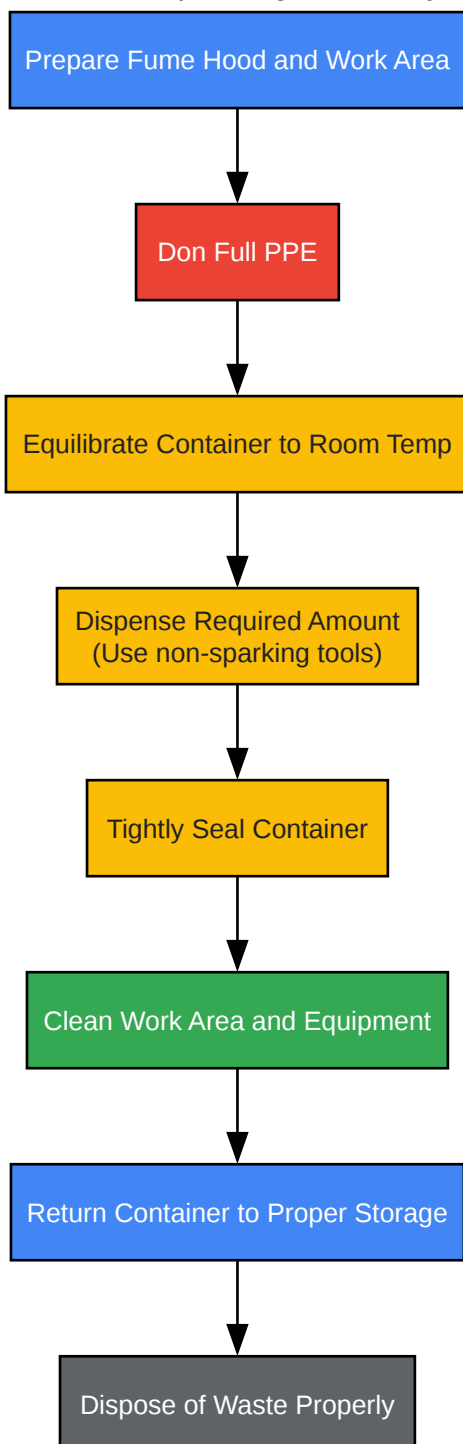 Prepare Fume Hood and Work Area
Don Full PPE
Equilibrate Container to Room Temp
Dispense Required Amount
(Use non-sparking tools)
Tightly Seal Container
Clean Work Area and Equipment
Return Container to Proper Storage
Dispose of Waste Properly